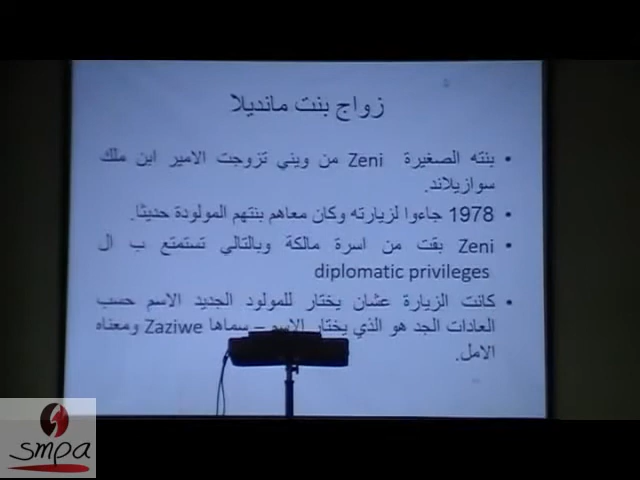 زواج بنت مانديلا
• بنته الصغيرة Zeni من ويني تزوجت الامير ابن ملك
سوازيلاند.
• 1978 جاءوا لزيارته وكان معاهم بنتهم المولودة حديثا.
• Zeni بقت من اسرة مالكة وبالتالي تستمتع ب ال
diplomatic privileges
• كانت الزيارة عشان يختار للمولود الجديد الاسم حسب
العادات الجد هو الذي يختار الاسم – سماها Zaziwe ومعناه
الامل.
smpa